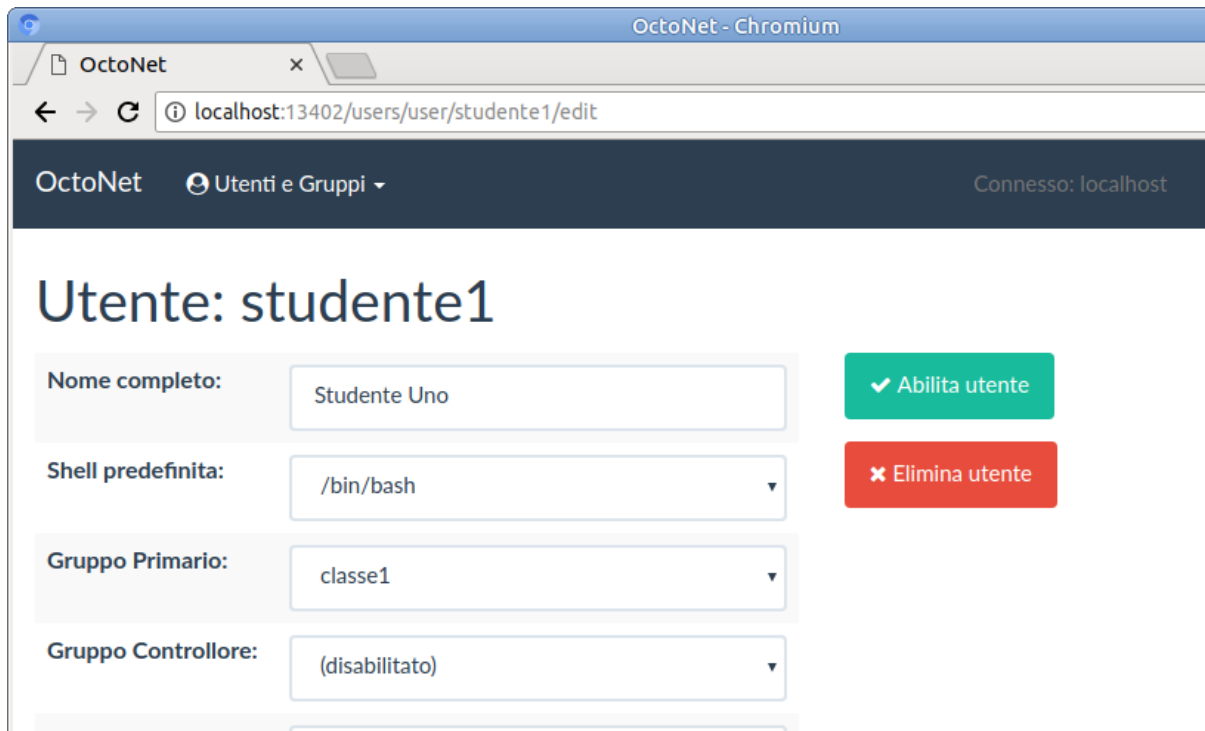 OctoNet - Chromium
OctoNet
localhost:13402/users/user/studente1/edit
OctoNet Utenti e Gruppi Connesso: localhost
Utente: studente1
Nome completo: Studente Uno Abilita utente
Shell predefinita: /bin/bash Elimina utente
Gruppo Primario: classe1
Gruppo Controllore: (disabilitato)